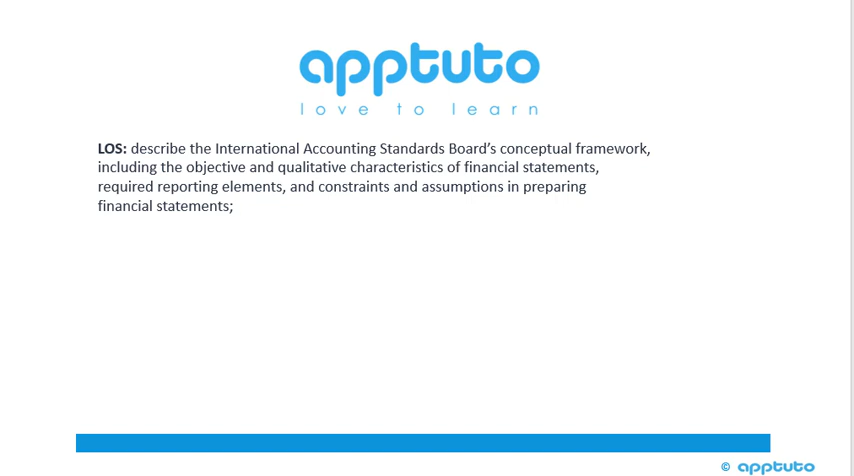 apptuto
love to learn
LOS: describe the International Accounting Standards Board's conceptual framework,
including the objective and qualitative characteristics of financial statements,
required reporting elements, and constraints and assumptions in preparing
financial statements;
© apptuto